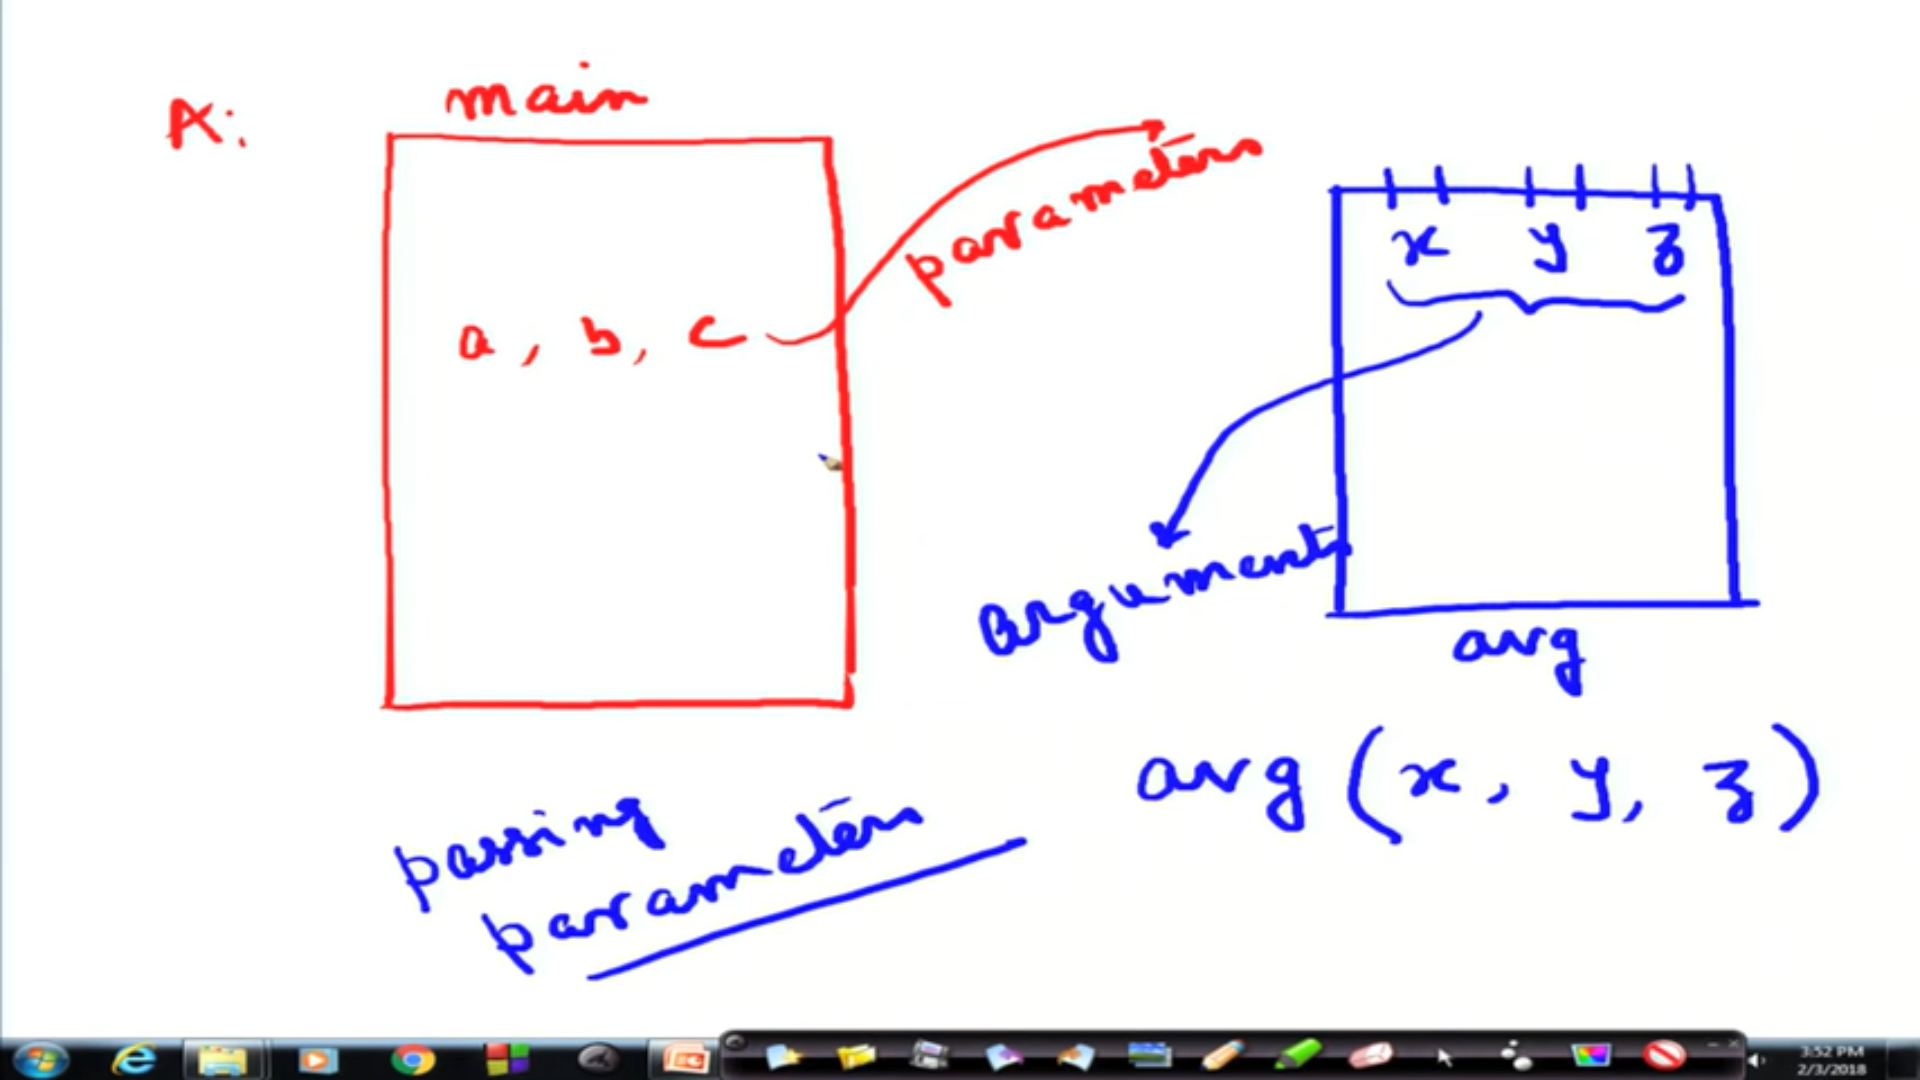 A:
main
parameters
x y z
a, b, c
arguments
avg
avg (x, y, z)
passing
parameters
3:52 PM
2/3/2018